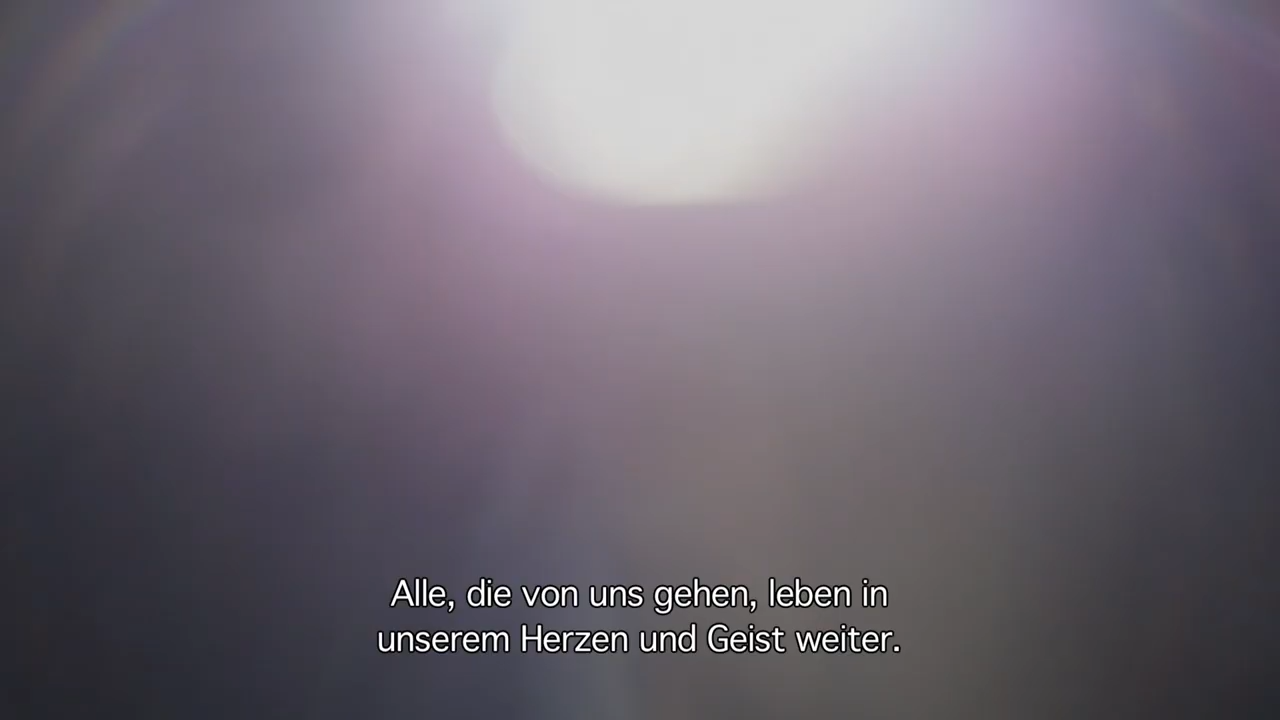 Alle, die von uns gehen, leben in
unserem Herzen und Geist weiter.